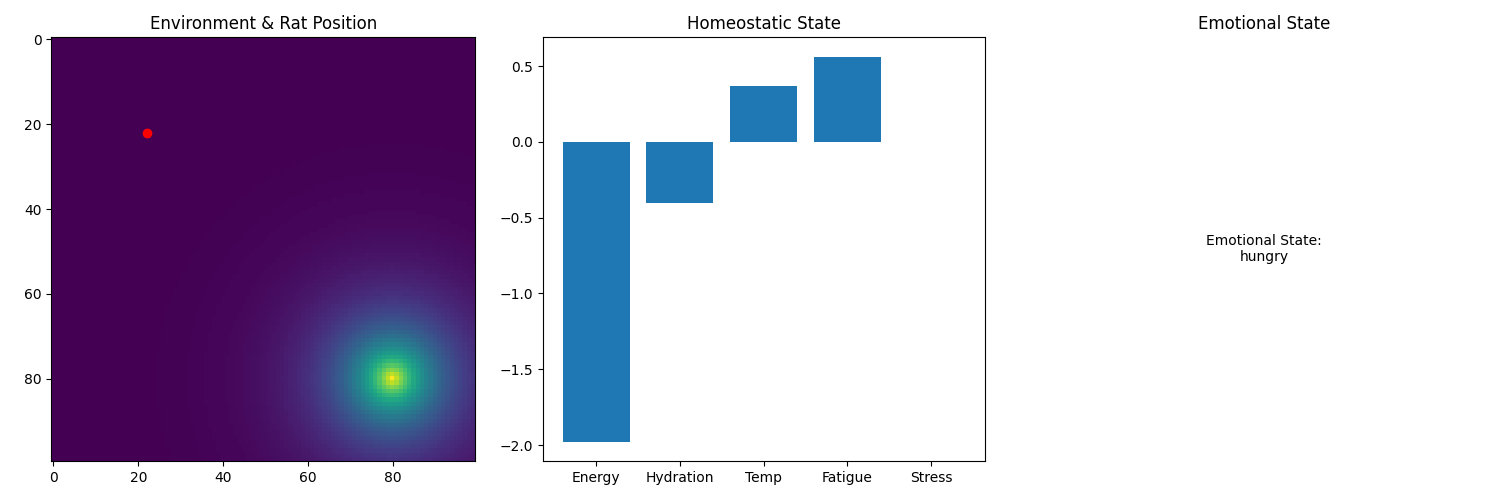 Environment & Rat Position
0
20
40
60
80
0 20 40 60 80
Homeostatic State
0.5
0.0
−0.5
−1.0
−1.5
−2.0
Energy Hydration Temp Fatigue Stress
Emotional State
Emotional State:
hungry